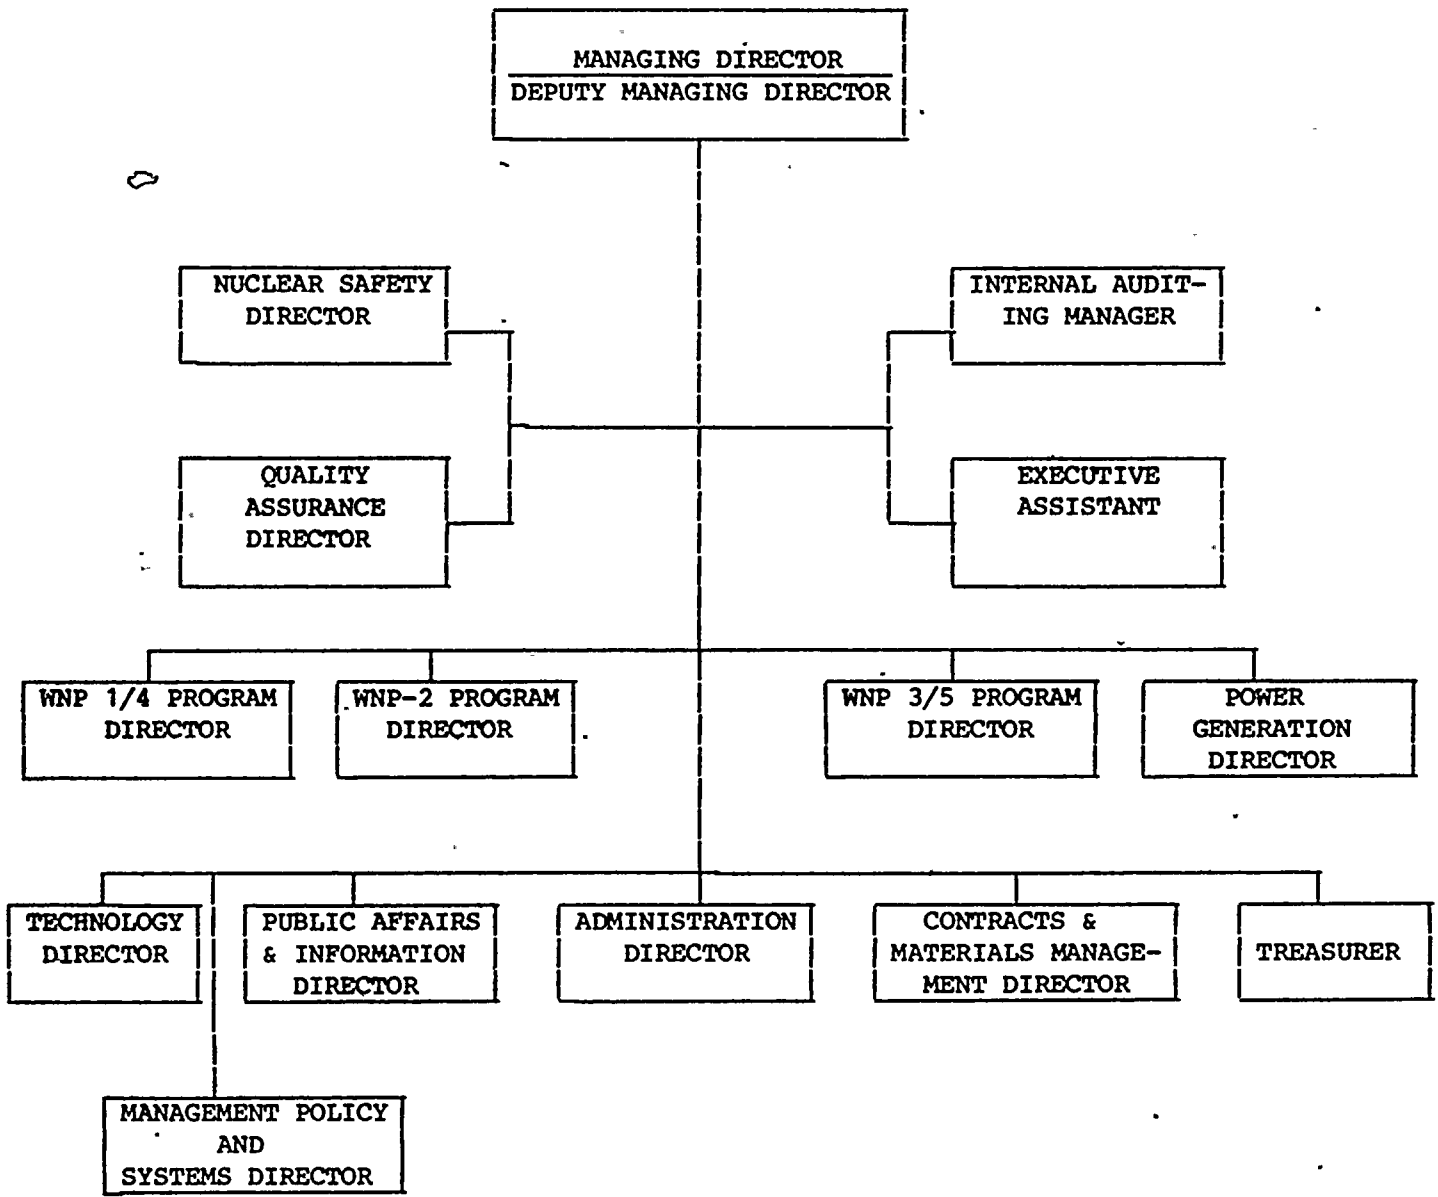 MANAGING DIRECTOR
DEPUTY MANAGING DIRECTOR
NUCLEAR SAFETY
DIRECTOR
INTERNAL AUDIT-
ING MANAGER
QUALITY
ASSURANCE
DIRECTOR
EXECUTIVE
ASSISTANT
WNP 1/4 PROGRAM
DIRECTOR
WNP-2 PROGRAM
DIRECTOR
WNP 3/5 PROGRAM
DIRECTOR
POWER
GENERATION
DIRECTOR
TECHNOLOGY
DIRECTOR
PUBLIC AFFAIRS
& INFORMATION
DIRECTOR
ADMINISTRATION
DIRECTOR
CONTRACTS &
MATERIALS MANAGE-
MENT DIRECTOR
TREASURER
MANAGEMENT POLICY
AND
SYSTEMS DIRECTOR